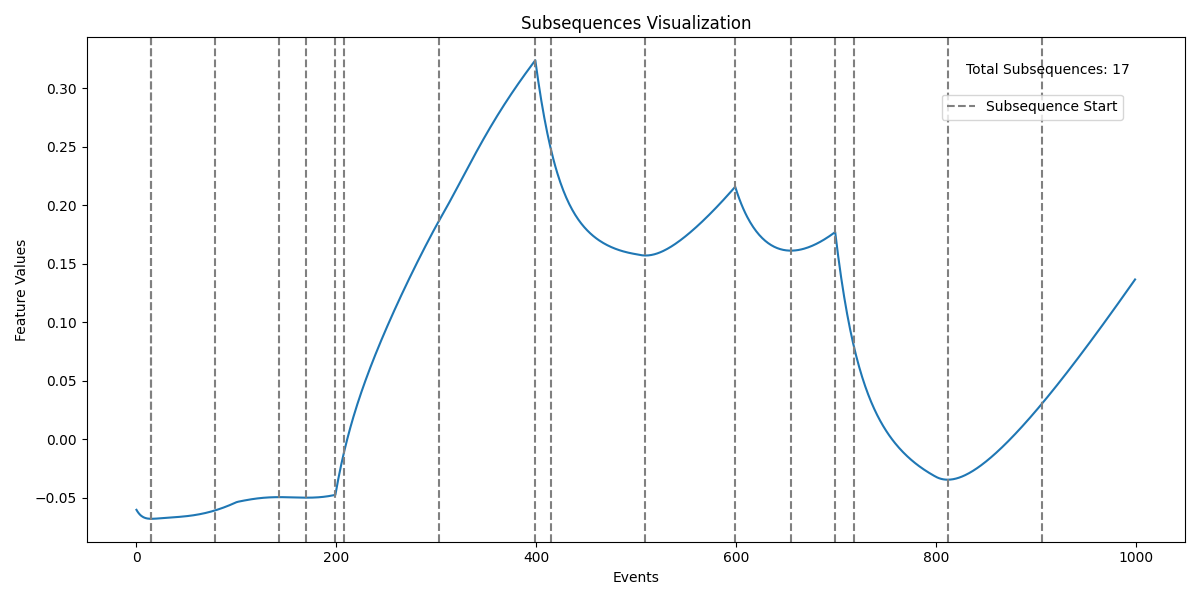 Subsequences Visualization
Total Subsequences: 17
Subsequence Start
Feature Values
0.30
0.25
0.20
0.15
0.10
0.05
0.00
−0.05
0 200 400 600 800 1000
Events